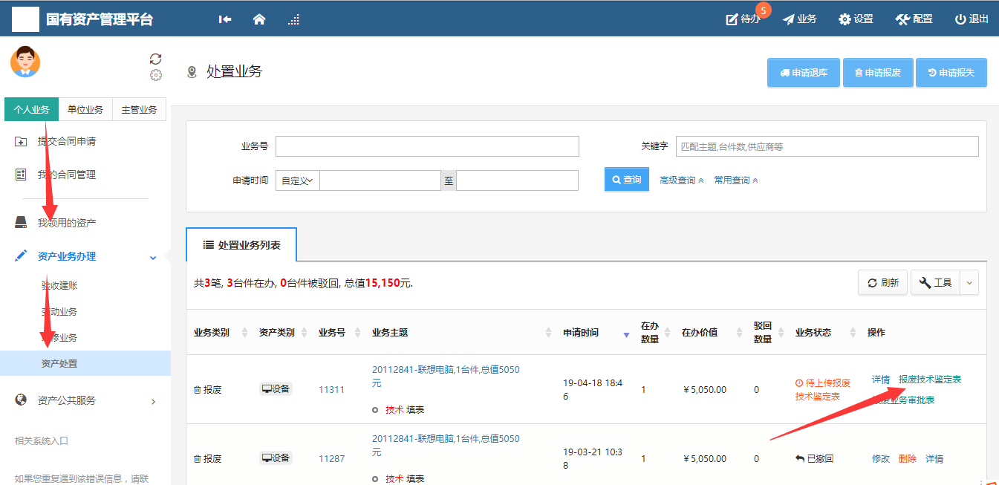 国有资产管理平台
待办
5
业务
设置
配置
退出
处置业务
申请退库
申请报废
申请报失
个人业务
单位业务
主管业务
提交合同申请
我的合同管理
我领用的资产
资产业务办理
验收建账
变动业务
修业务
资产处置
资产公共服务
相关系统入口
如果您重复遇到该错误信息，请联
业务号
关键字
匹配主题,台件数,供应商等
申请时间
自定义
至
查询
高级查询
常用查询
处置业务列表
共3笔, 3台件在办, 0台件被驳回, 总值15,150元.
刷新
工具
业务类别
资产类别
业务号
业务主题
申请时间
在办
数量
在办价值
驳回
数量
业务状态
操作
报废
设备
11311
20112841-联想电脑,1台件,总值5050
元
技术 填表
19-04-18 18:4
6
1
￥5,050.00
0
待上传报废
技术鉴定表
详情
报废技术鉴定表
报废业务审批表
报废
设备
11287
20112841-联想电脑,1台件,总值5050
元
技术 填表
19-03-21 10:3
8
1
￥5,050.00
0
已撤回
修改
删除
详情